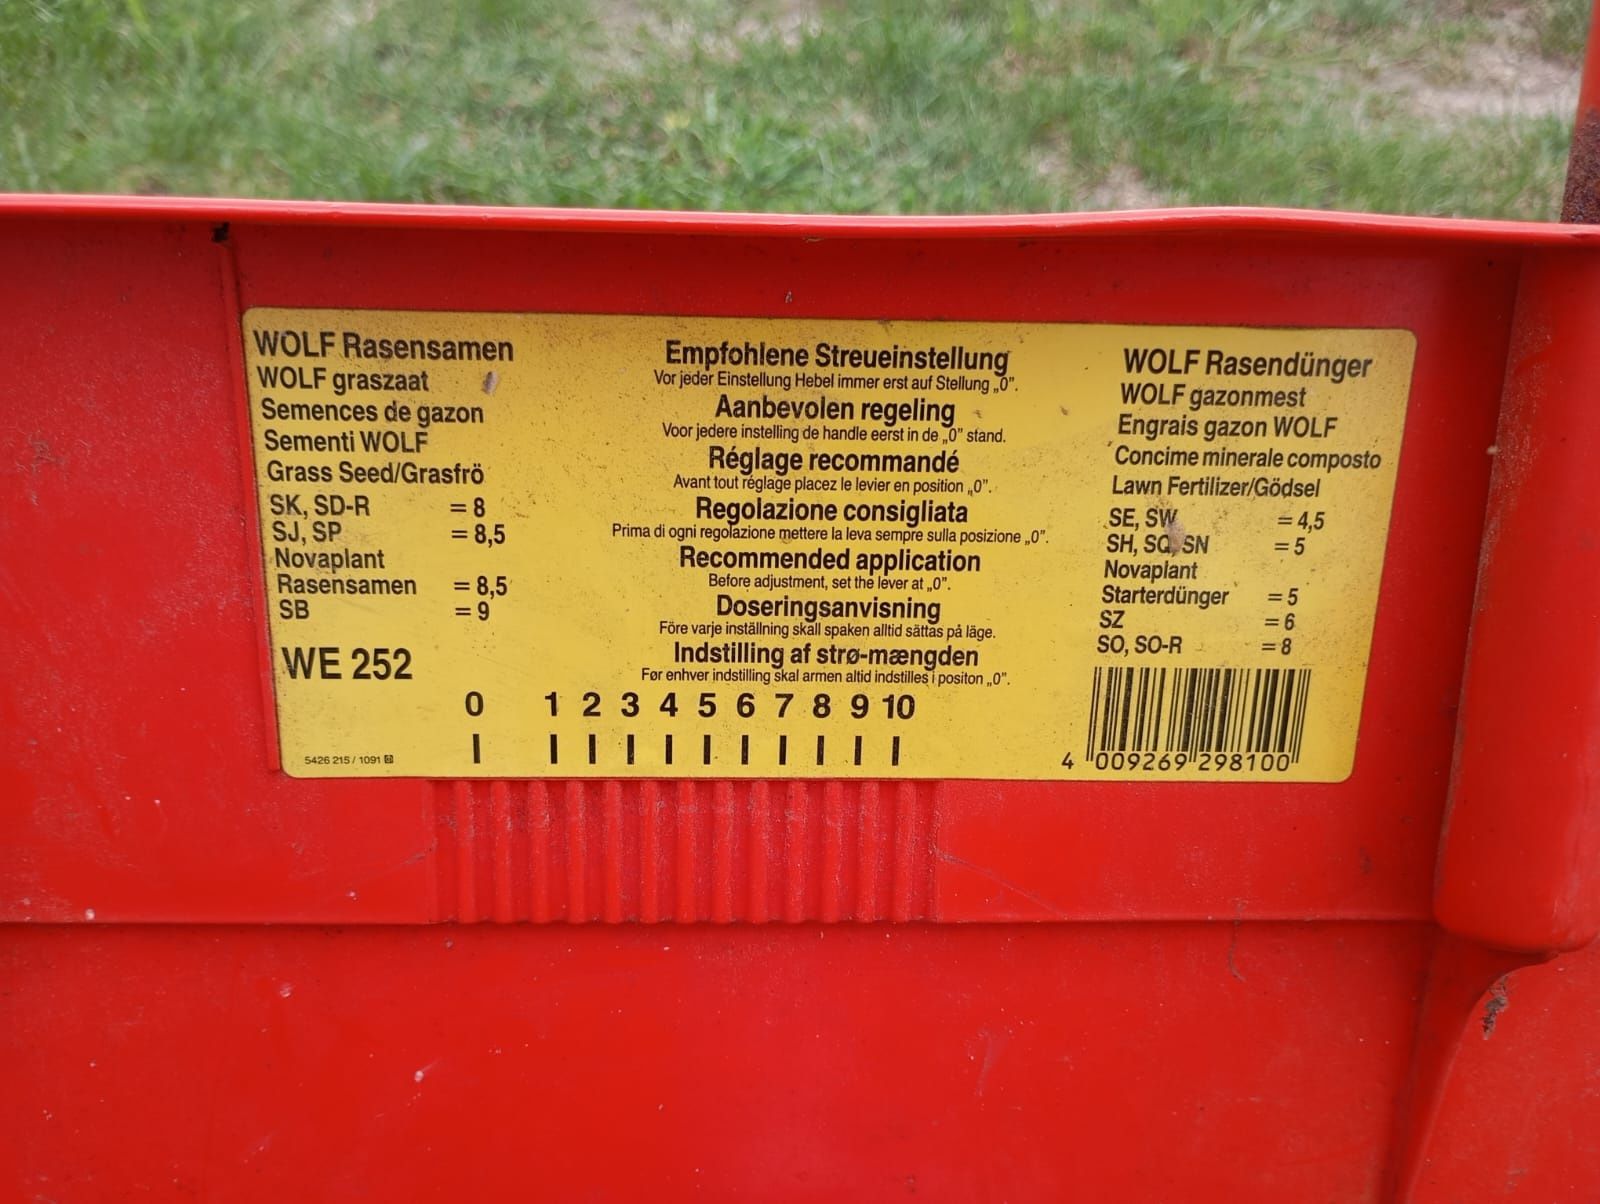 WOLF Rasensamen
WOLF graszaat
Semences de gazon
Sementi WOLF
Grass Seed/Grasfrö
SK, SD-R = 8
SJ, SP = 8,5
Novaplant
Rasensamen = 8,5
SB = 9
WE 252
5426 215 / 1091
Empfohlene Streueinstellung
Vor jeder Einstellung Hebel immer erst auf Stellung „0”.
Aanbevolen regeling
Voor jedere instelling de handle eerst in de „0” stand.
Réglage recommandé
Avant tout réglage placez le levier en position „0”.
Regolazione consigliata
Prima di ogni regolazione mettere la leva sempre sulla posizione „0”.
Recommended application
Before adjustment, set the lever at „0”.
Doseringsanvisning
Före varje inställning skall spaken alltid sättas på läge.
Indstilling af strø-mængden
Før enhver indstilling skal armen altid indstilles i positon „0”.
0 1 2 3 4 5 6 7 8 9 10
WOLF Rasendünger
WOLF gazonmest
Engrais gazon WOLF
Concime minerale composto
Lawn Fertilizer/Gödsel
SE, SW = 4,5
SH, SQ, SN = 5
Novaplant
Starterdünger = 5
SZ = 6
SO, SO-R = 8
4 009269 298100